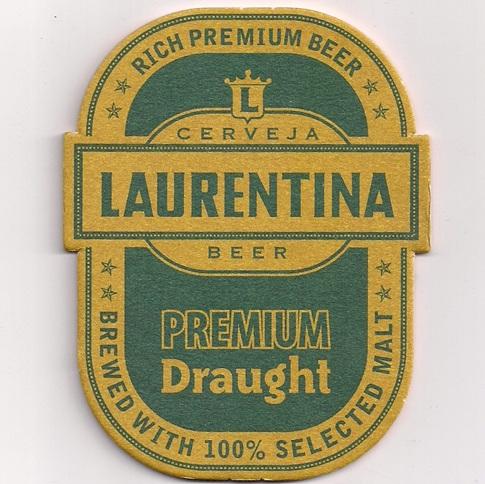 RICH PREMIUM BEER
L
CERVEJA
LAURENTINA
BEER
PREMIUM
Draught
BREWED WITH 100% SELECTED MALT